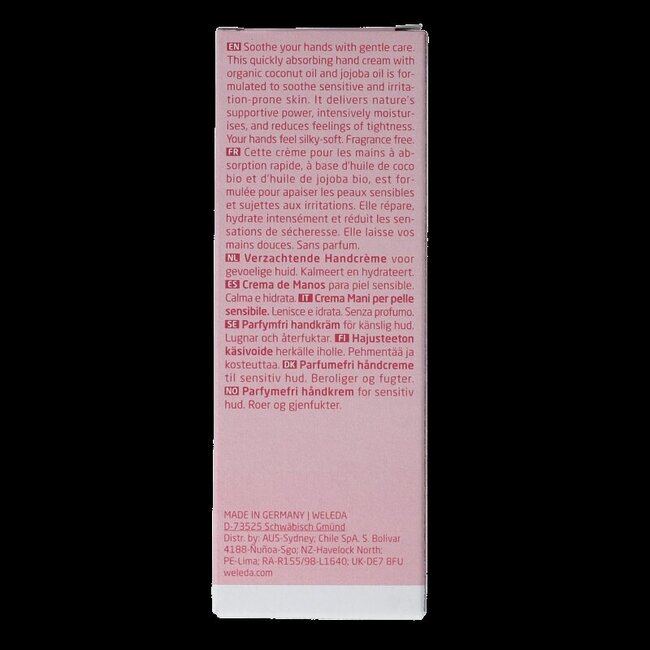 EN Soothe your hands with gentle care.
This quickly absorbing hand cream with
organic coconut oil and jojoba oil is for-
mulated to soothe sensitive and irrita-
tion-prone skin. It delivers nature's
supportive power, intensively moistur-
ises, and reduces feelings of tightness.
Your hands feel silky-soft. Fragrance free.
FR Cette crème pour les mains à ab-
sorption rapide, à base d'huile de coco
bio et d'huile de jojoba bio, est for-
mulée pour apaiser les peaux sensibles
et sujettes aux irritations. Elle répare,
hydrate intensément et réduit les sen-
sations de sécheresse. Elle laisse vos
mains douces. Sans parfum.
NL Verzachtende Handcrème voor
gevoelige huid. Kalmeert en hydrateert.
ES Crema de Manos para piel sensible.
Calma e hidrata. IT Crema Mani per pelle
sensibile. Lenisce e idrata. Senza profumo.
SE Parfymfri handkräm för känslig hud.
Lugnar och återfuktar. FI Hajusteeton
käsivoide herkälle iholle. Pehmentää ja
kosteuttaa. DK Parfumefri håndcreme
til sensitiv hud. Beroliger og fugter.
NO Parfymefri håndkrem for sensitiv
hud. Roer og gjenfukter.
MADE IN GERMANY | WELEDA
D-73525 Schwäbisch Gmünd
Distr. by: AUS-Sydney; Chile SpA. S. Bolivar
4188-Ñuñoa-Sgo; NZ-Havelock North;
PE-Lima; RA-R155/98-L1640; UK-DE7 8FU
weleda.com